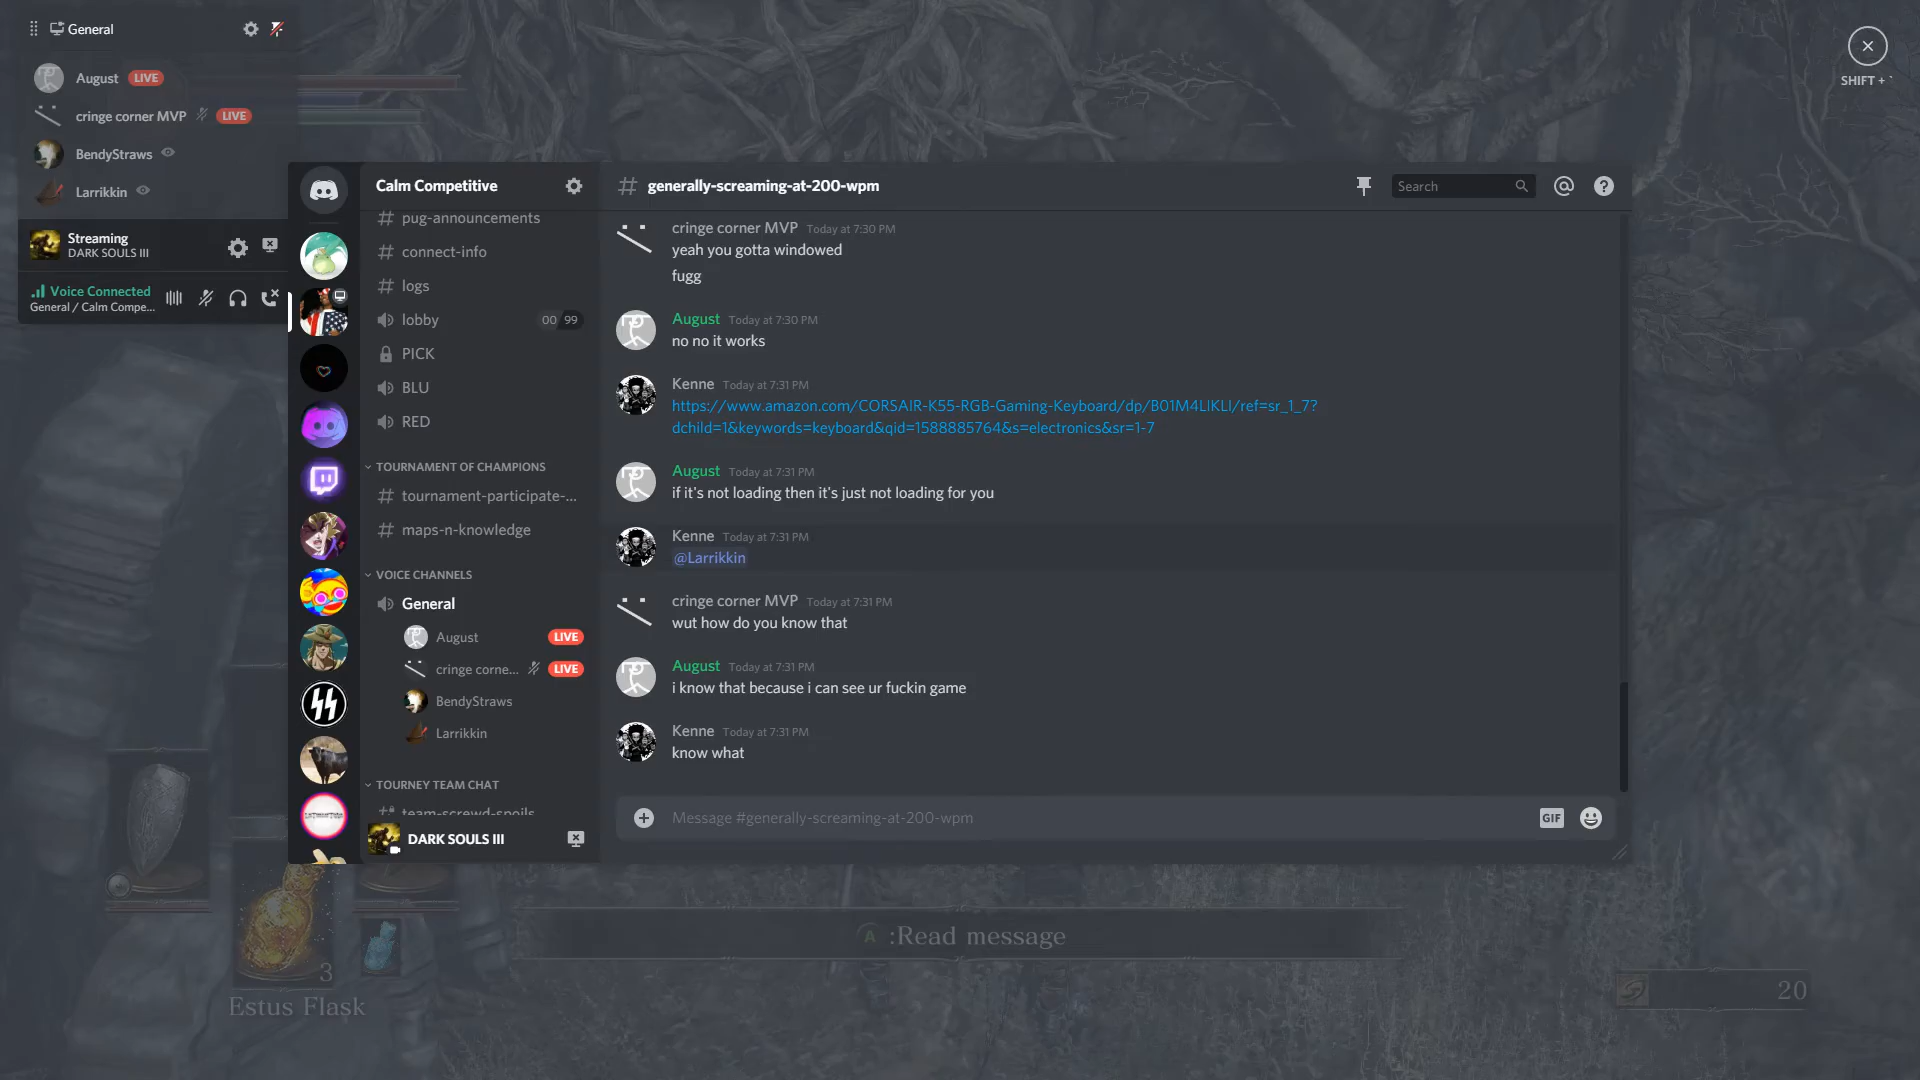 General
August LIVE
cringe corner MVP LIVE
BendyStraws
Larrikkin
Streaming
DARK SOULS III
Voice Connected
General / Calm Compe...
SHIFT + `
Calm Competitive
pug-announcements
connect-info
logs
lobby 00 99
PICK
BLU
RED
TOURNAMENT OF CHAMPIONS
tournament-participate-...
maps-n-knowledge
VOICE CHANNELS
General
August LIVE
cringe corne... LIVE
BendyStraws
Larrikkin
TOURNEY TEAM CHAT
team-screwd-spoils
DARK SOULS III
# generally-screaming-at-200-wpm
Search
cringe corner MVP Today at 7:30 PM
yeah you gotta windowed
fugg
August Today at 7:30 PM
no no it works
Kenne Today at 7:31 PM
https://www.amazon.com/CORSAIR-K55-RGB-Gaming-Keyboard/dp/B01M4LIKLI/ref=sr_1_7?
dchild=1&keywords=keyboard&qid=1588885764&s=electronics&sr=1-7
August Today at 7:31 PM
if it's not loading then it's just not loading for you
Kenne Today at 7:31 PM
@Larrikkin
cringe corner MVP Today at 7:31 PM
wut how do you know that
August Today at 7:31 PM
i know that because i can see ur fuckin game
Kenne Today at 7:31 PM
know what
Message #generally-screaming-at-200-wpm
GIF
A :Read message
3
Estus Flask
20